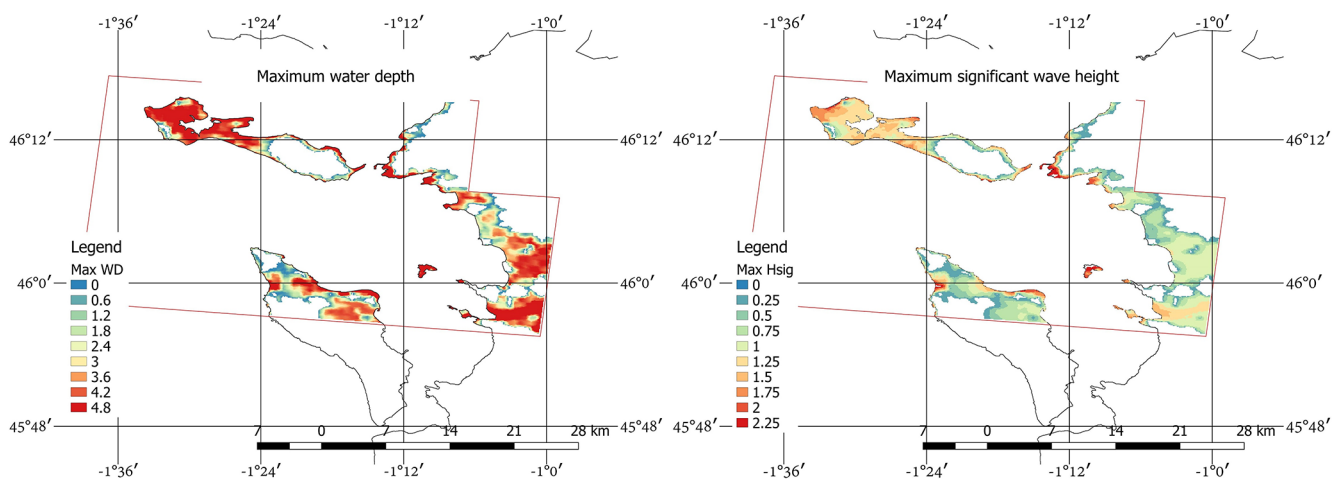 -1°36′ -1°24′ -1°12′ -1°0′ -1°36′ -1°24′ -1°12′ -1°0′
Maximum water depth
Maximum significant wave height
46°12′ 46°12′ 46°12′ 46°12′
Legend
Max WD
0
0.6
1.2
1.8
2.4
3
3.6
4.2
4.8
Legend
Max Hsig
0
0.25
0.5
0.75
1
1.25
1.5
1.75
2
2.25
46°0′ 46°0′ 46°0′ 46°0′
45°48′ 45°48′ 45°48′ 45°48′
7 0 7 14 21 28 km
7 0 7 14 21 28 km
-1°36′ -1°24′ -1°12′ -1°0′ -1°36′ -1°24′ -1°12′ -1°0′